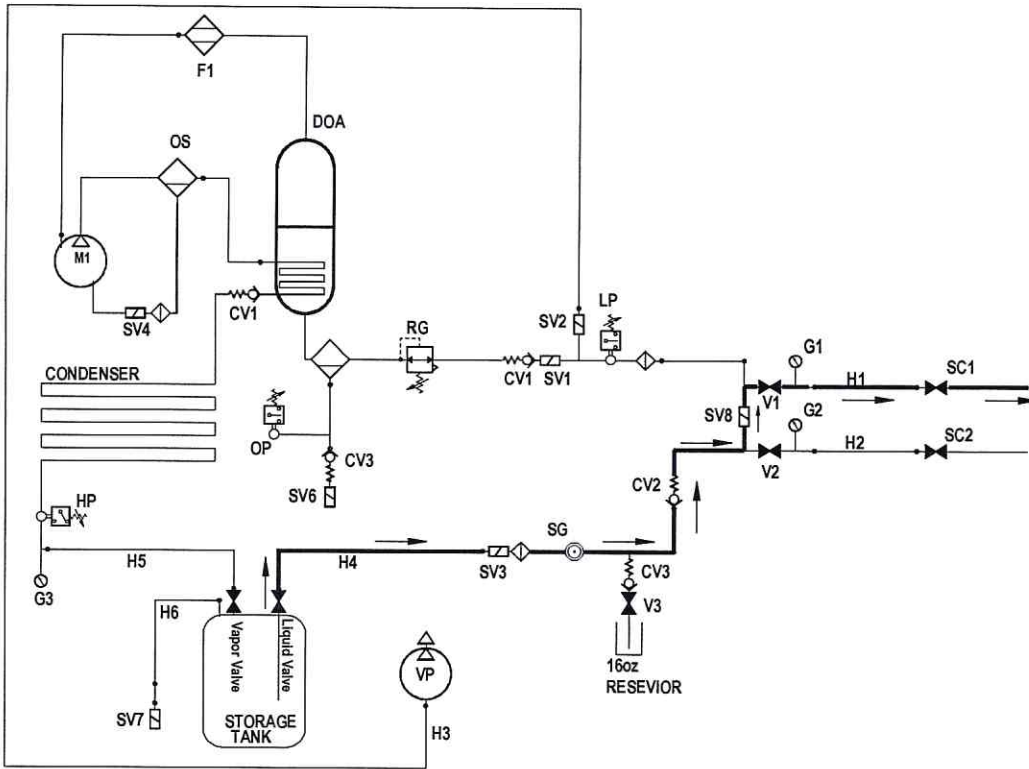 F1
DOA
OS
M1
SV4
CV1
RG
LP
SV2
CV1
SV1
G1
H1
SC1
V1
SV8
G2
V2
H2
SC2
CONDENSER
OP
CV3
SV6
CV2
HP
H5
H4
SG
SV3
CV3
G3
H6
V3
Vapor Valve
Liquid Valve
16oz
RESEVIOR
VP
SV7
STORAGE
TANK
H3